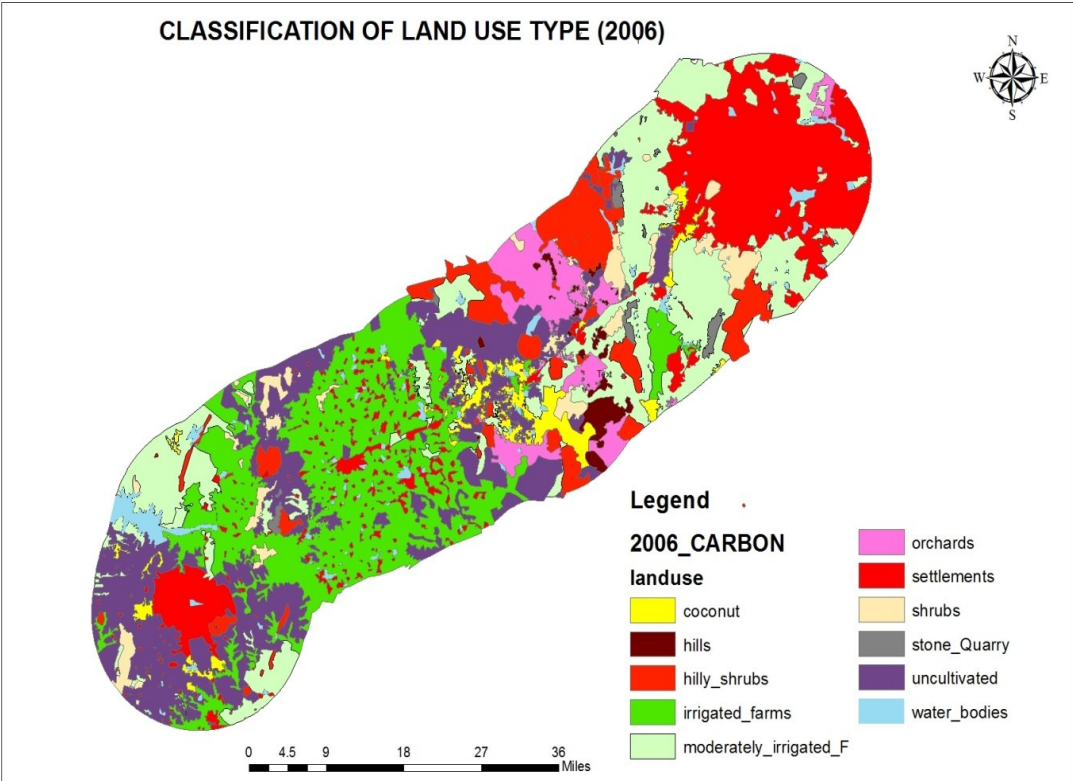 CLASSIFICATION OF LAND USE TYPE (2006)
N
W E
S
Text
Legend
2006_CARBON
landuse
coconut
hills
hilly_shrubs
irrigated_farms
moderately_irrigated_F
orchards
settlements
shrubs
stone_Quarry
uncultivated
water_bodies
0 4.5 9 18 27 36
Miles